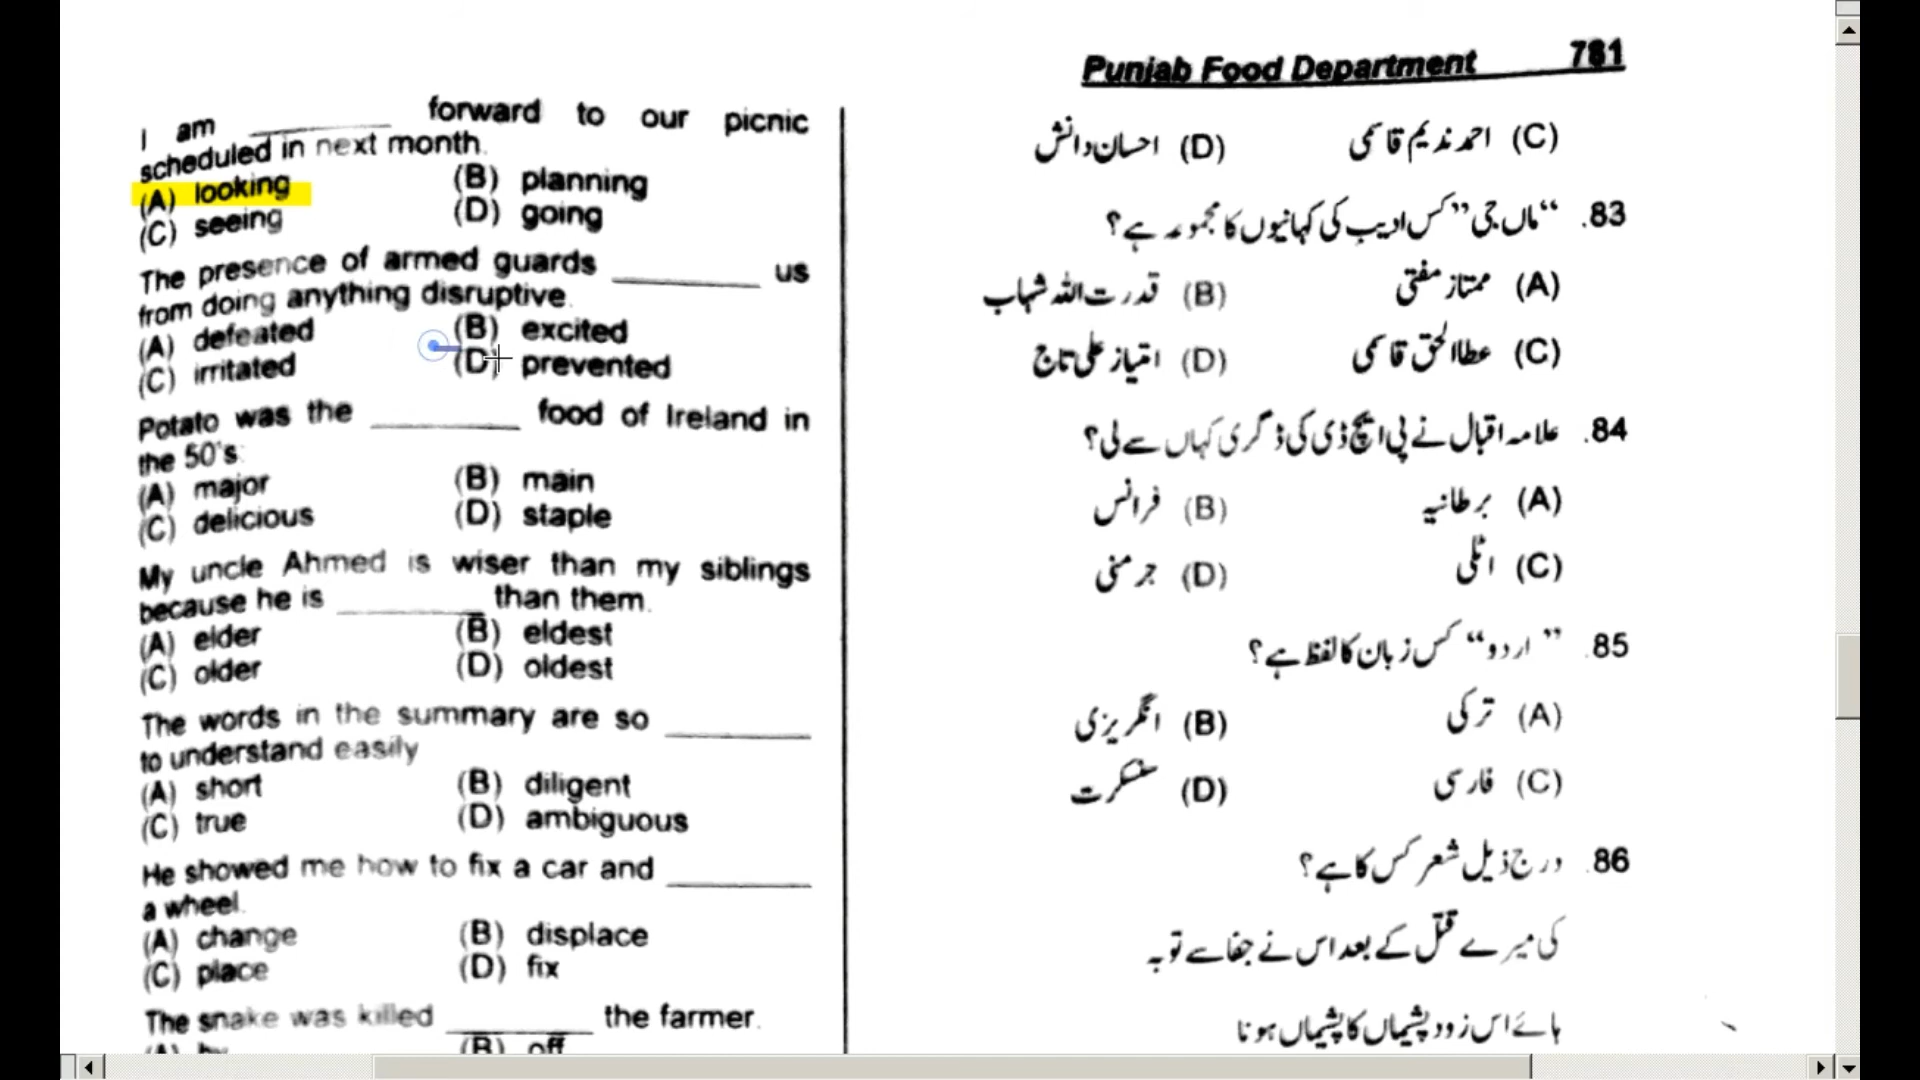 Punjab Food Department 781
I am ________ forward to our picnic
scheduled in next month.
(A) looking (B) planning
(C) seeing (D) going
The presence of armed guards ________ us
from doing anything disruptive.
(A) defeated (B) excited
(C) irritated (D) prevented
Potato was the ________ food of Ireland in
the 50's:
(A) major (B) main
(C) delicious (D) staple
My uncle Ahmed is wiser than my siblings
because he is ________ than them.
(A) elder (B) eldest
(C) older (D) oldest
The words in the summary are so ________
to understand easily
(A) short (B) diligent
(C) true (D) ambiguous
He showed me how to fix a car and ________
a wheel.
(A) change (B) displace
(C) place (D) fix
The snake was killed ________ the farmer.
(A) by (B) off
(C) احمد ندیم قاسمی (D) احسان دانش
83. “ماں جی” کس ادیب کی کہانیوں کا مجموعہ ہے؟
(A) ممتاز مفتی (B) قدرت اللہ شہاب
(C) عطاالحق قاسمی (D) امتیاز علی تاج
84. علامہ اقبال نے پی ایچ ڈی کی ڈگری کہاں سے لی؟
(A) برطانیہ (B) فرانس
(C) اٹلی (D) جرمنی
85. ”اردو“ کس زبان کا لفظ ہے؟
(A) ترکی (B) انگریزی
(C) فارسی (D) سنسکرت
86. درج ذیل شعر کس کا ہے؟
کی میرے قتل کے بعد اس نے جفا سے توبہ
ہائے اس زود پشیماں کا پشیماں ہونا